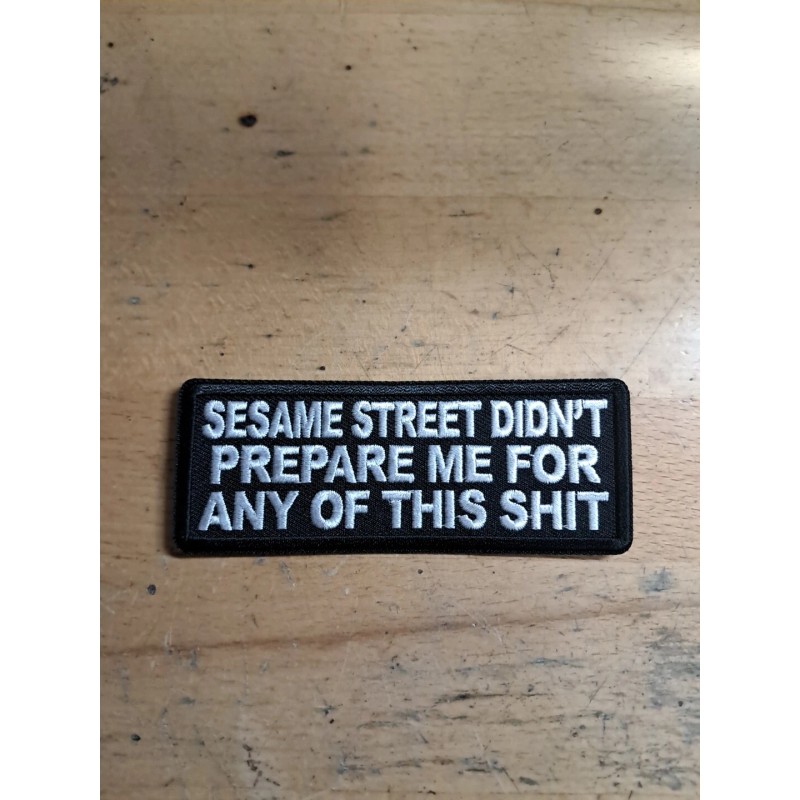 SESAME STREET DIDN'T
PREPARE ME FOR
ANY OF THIS SHIT